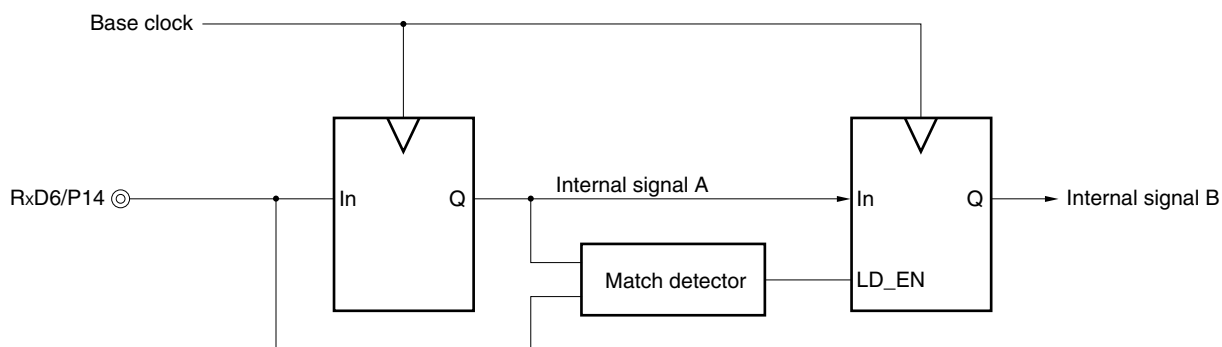 Base clock
RxD6/P14
In
Q
Internal signal A
In
Q
Internal signal B
Match detector
LD_EN